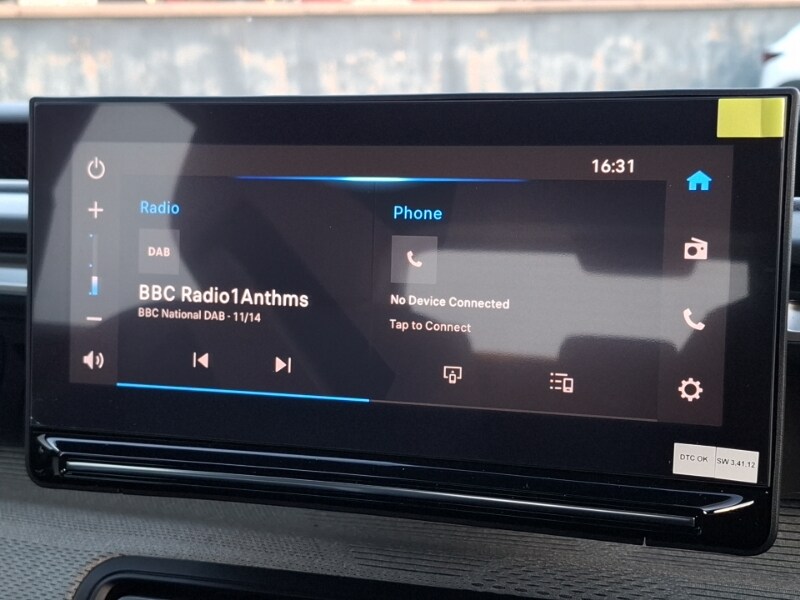 16:31
Radio
DAB
BBC Radio1Anthms
BBC National DAB - 11/14
Phone
No Device Connected
Tap to Connect
DTC OK
SW 3.41.12